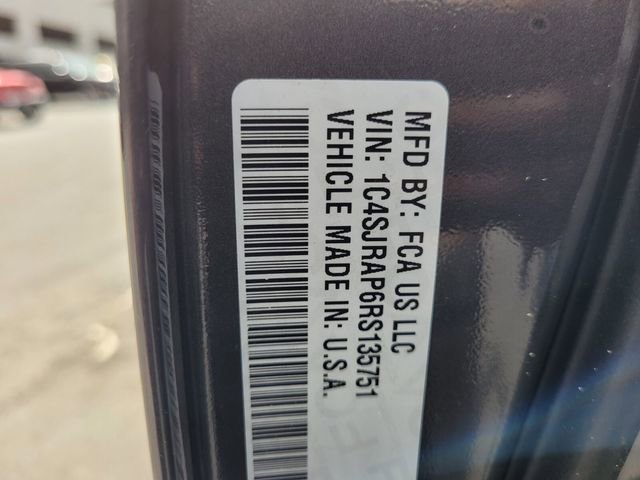 MFD BY: FCA US LLC
VIN: 1C4SJRAP6RS135751
VEHICLE MADE IN: U.S.A.